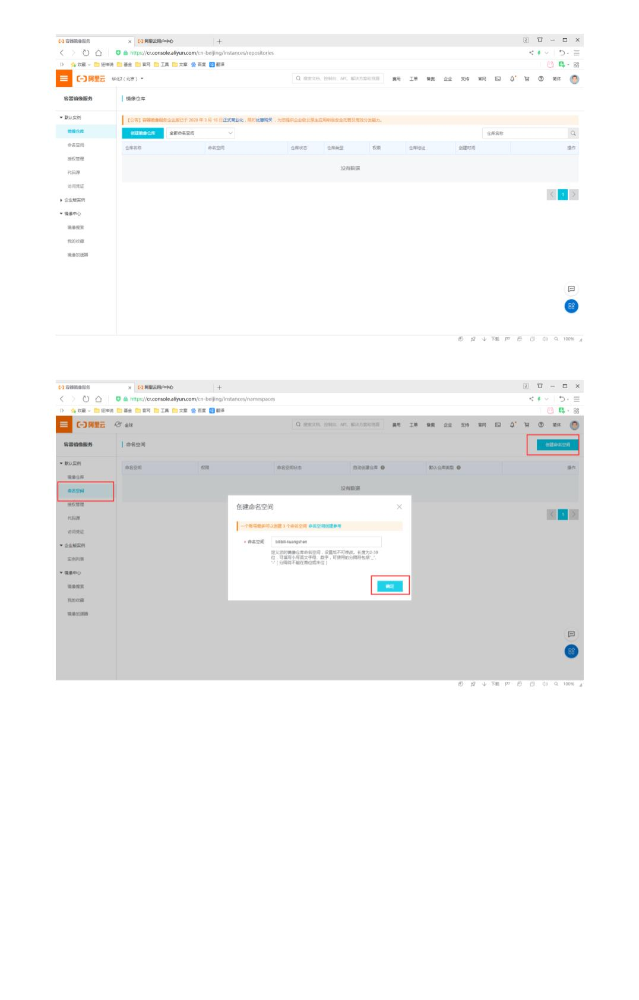 容器镜像服务 × 阿里云用户中心 +
https://cr.console.aliyun.com/cn-beijing/instances/repositories
收藏 狂神说 基金 官网 工具 文章 百度 翻译
阿里云 华北2（北京） 搜索文档、控制台、API、解决方案和资源 费用 工单 备案 企业 支持 官网 简体
容器镜像服务 镜像仓库
默认实例
【公告】容器镜像服务企业版已于 2020 年 3 月 16 日正式商业化，限时优惠购买，为您提供企业级云原生应用制品安全托管及高效分发能力。
镜像仓库 创建镜像仓库 全部命名空间 仓库名称
命名空间 仓库名称 命名空间 仓库状态 仓库类型 权限 仓库地址 创建时间 操作
授权管理
没有数据
代码源
访问凭证
< 1 >
企业版实例
镜像中心
镜像搜索
我的收藏
镜像加速器
下载 100%
容器镜像服务 × 阿里云用户中心 +
https://cr.console.aliyun.com/cn-beijing/instances/namespaces
收藏 狂神说 基金 官网 工具 文章 百度 翻译
阿里云 全球 搜索文档、控制台、API、解决方案和资源 费用 工单 备案 企业 支持 官网 简体
容器镜像服务 命名空间 创建命名空间
默认实例 命名空间 权限 命名空间状态 自动创建仓库 默认仓库类型 操作
镜像仓库
命名空间 没有数据
授权管理 创建命名空间 ×
代码源 < 1 >
一个账号最多可以创建 3 个命名空间 命名空间创建参考
访问凭证
* 命名空间 bilibili-kuangshen
企业版实例
定义您的镜像仓库命名空间，设置后不可修改。长度为2-30
位，可填写小写英文字母、数字，可使用的分隔符包括“_”、
“-”（分隔符不能在首位或末位）
实例列表
镜像中心
镜像搜索 确定
我的收藏
镜像加速器
下载 100%